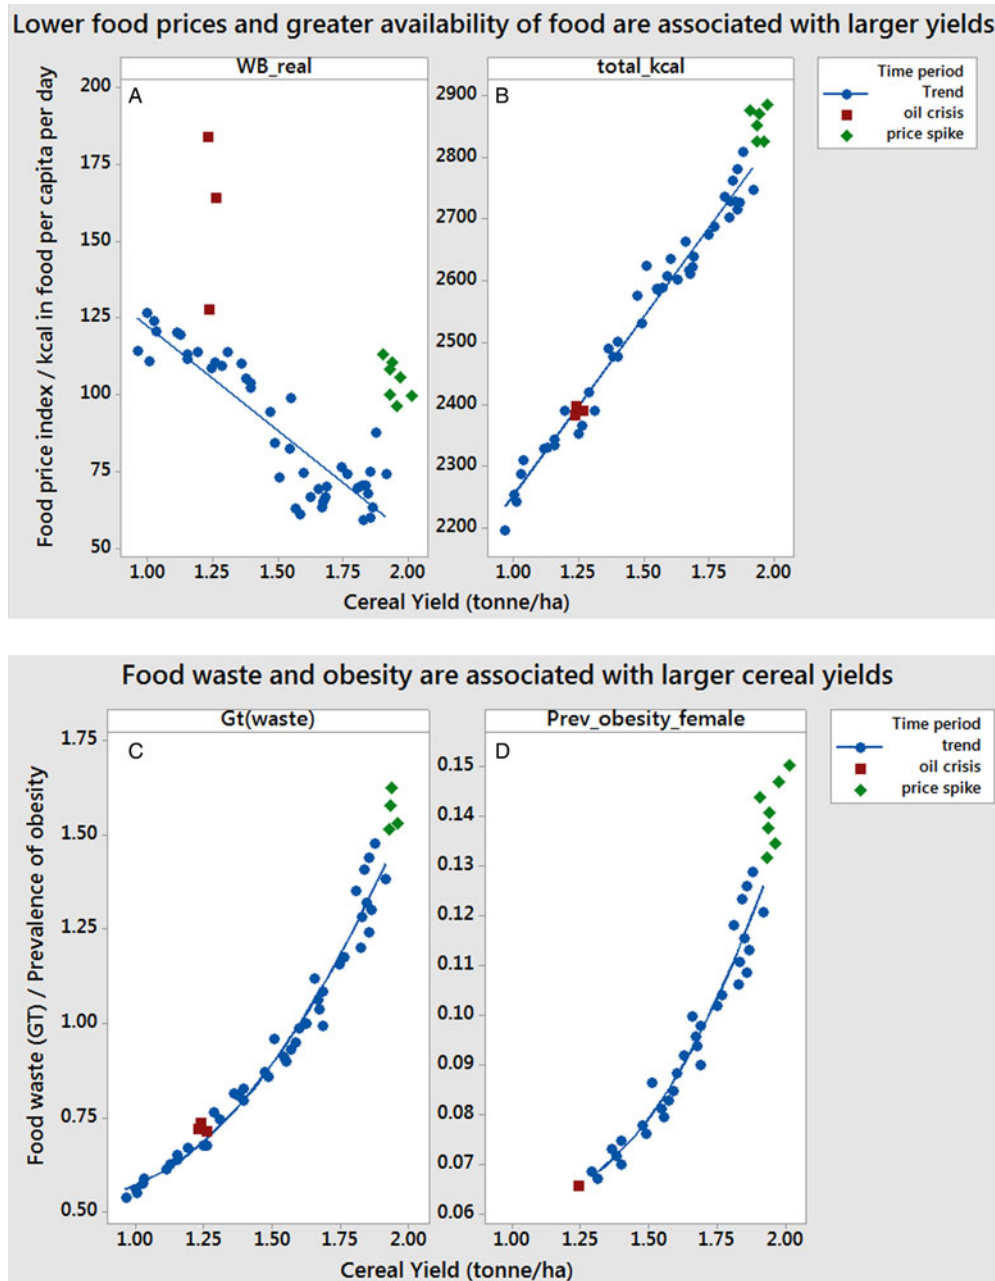 Lower food prices and greater availability of food are associated with larger yields
WB_real
total_kcal
A
B
Time period
Trend
oil crisis
price spike
Food price index / kcal in food per capita per day
200
175
150
125
100
75
50
2900
2800
2700
2600
2500
2400
2300
2200
1.00 1.25 1.50 1.75 2.00
1.00 1.25 1.50 1.75 2.00
Cereal Yield (tonne/ha)
Food waste and obesity are associated with larger cereal yields
Gt(waste)
Prev_obesity_female
C
D
Time period
trend
oil crisis
price spike
Food waste (GT) / Prevalence of obesity
1.75
1.50
1.25
1.00
0.75
0.50
0.15
0.14
0.13
0.12
0.11
0.10
0.09
0.08
0.07
0.06
1.00 1.25 1.50 1.75 2.00
1.00 1.25 1.50 1.75 2.00
Cereal Yield (tonne/ha)